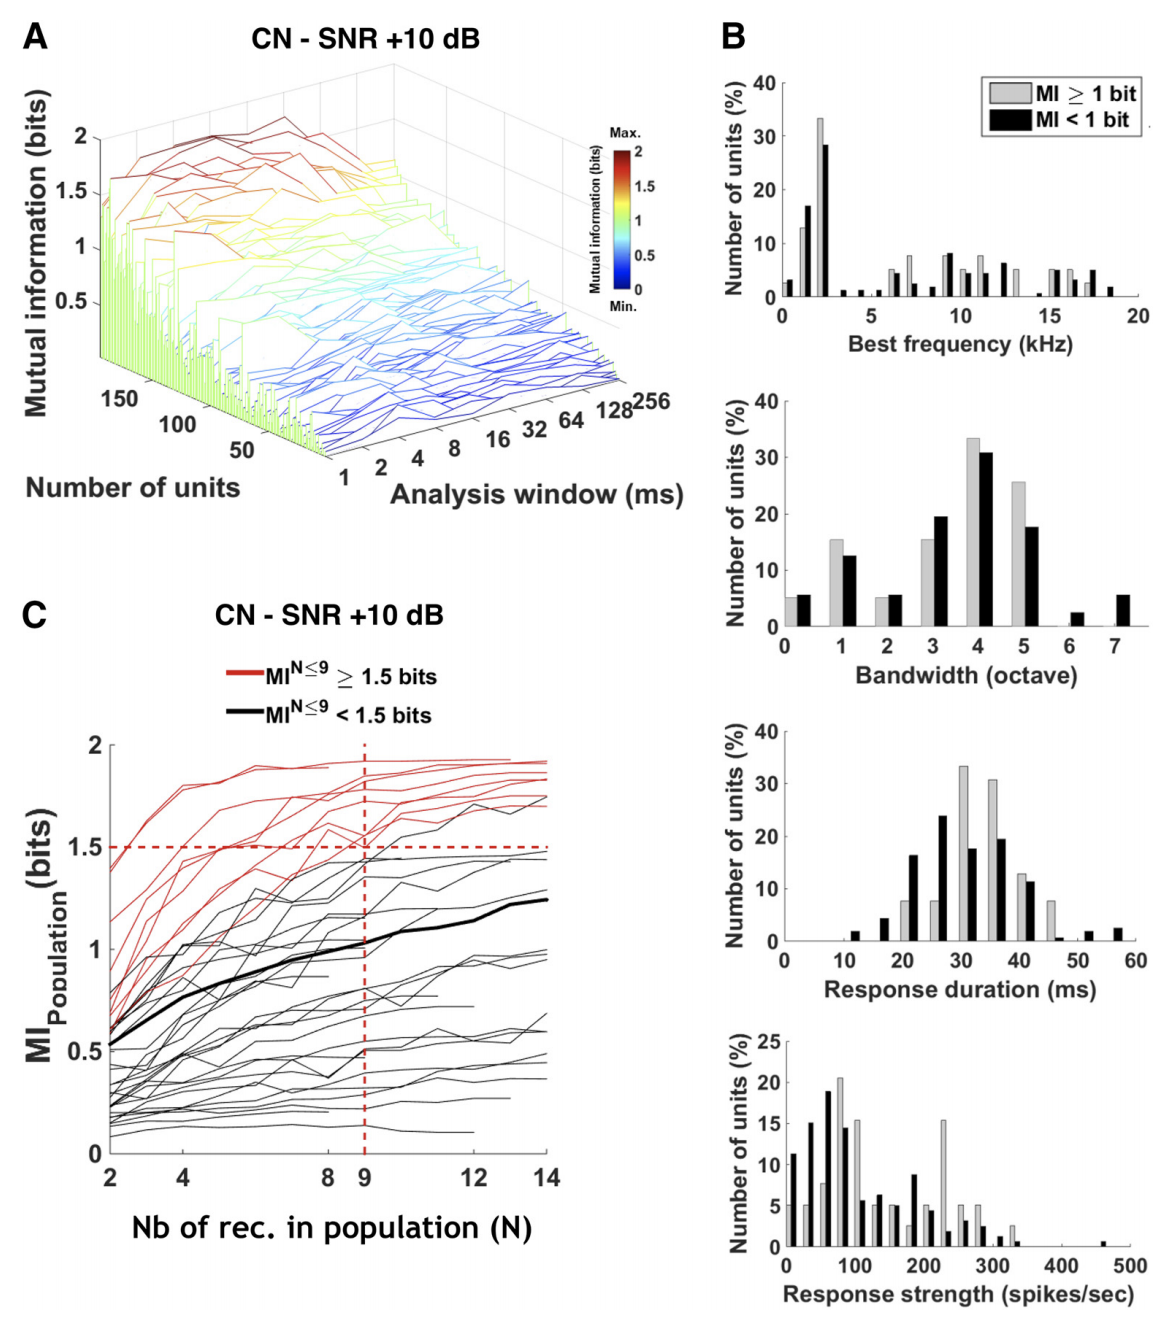 A
CN - SNR +10 dB
Mutual information (bits)
2
1.5
1
0.5
150
100
50
Number of units
1
2
4
8
16
32
64
128
256
Analysis window (ms)
Max.
Mutual information (bits)
2
1.5
1
0.5
0
Min.
B
Number of units (%)
40
30
20
10
0
MI ≥ 1 bit
MI < 1 bit
0 5 10 15 20
Best frequency (kHz)
Number of units (%)
40
30
20
10
0
0 1 2 3 4 5 6 7
Bandwidth (octave)
Number of units (%)
40
30
20
10
0
0 10 20 30 40 50 60
Response duration (ms)
Number of units (%)
25
20
15
10
5
0
0 100 200 300 400 500
Response strength (spikes/sec)
C
CN - SNR +10 dB
MI^N≤9 ≥ 1.5 bits
MI^N≤9 < 1.5 bits
MI_Population (bits)
2
1.5
1
0.5
0
2 4 8 9 12 14
Nb of rec. in population (N)